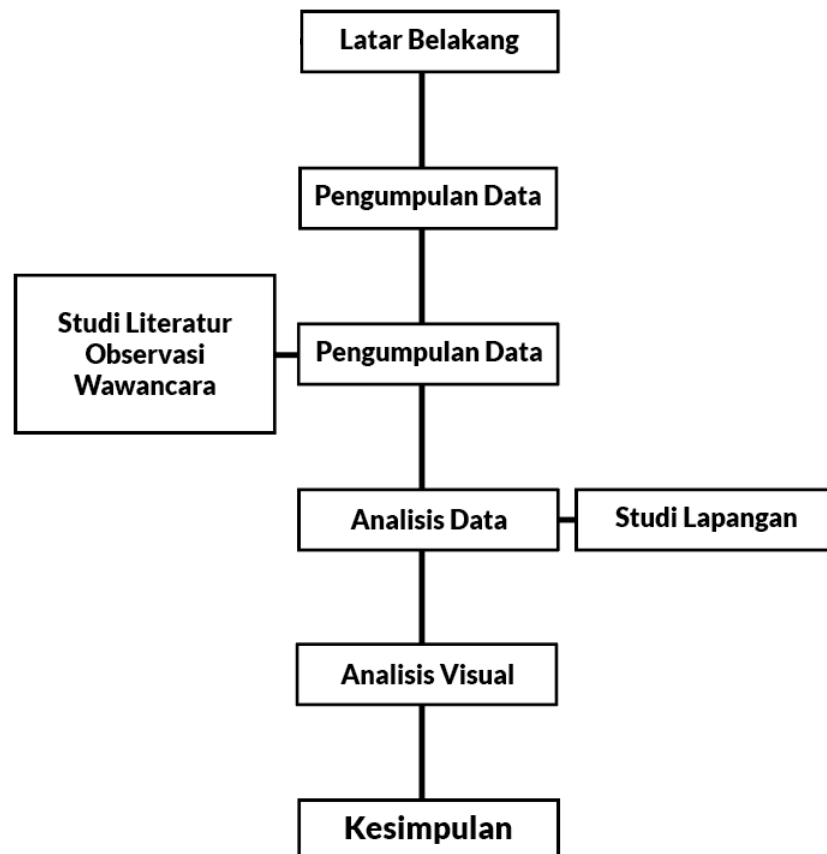 Latar Belakang
Pengumpulan Data
Studi Literatur
Observasi
Wawancara
Pengumpulan Data
Analisis Data
Studi Lapangan
Analisis Visual
Kesimpulan